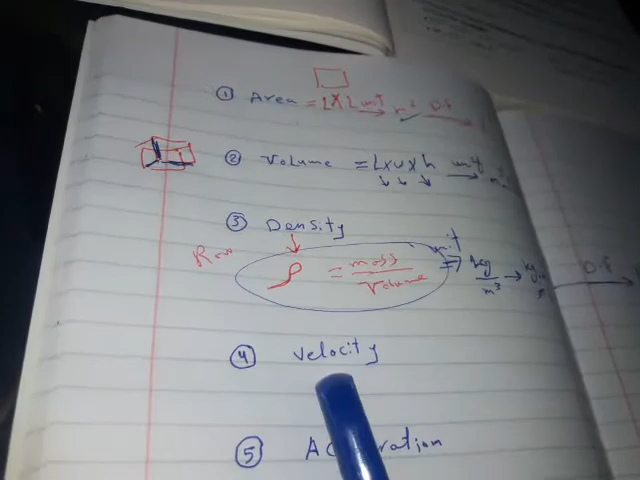 ① Area = L×L unit → m² D.F
② volume = L×w×h unit → m³
③ Density
Row ρ = mass / volume unit ⇒ kg / m³ → kg D.F
④ velocity
⑤